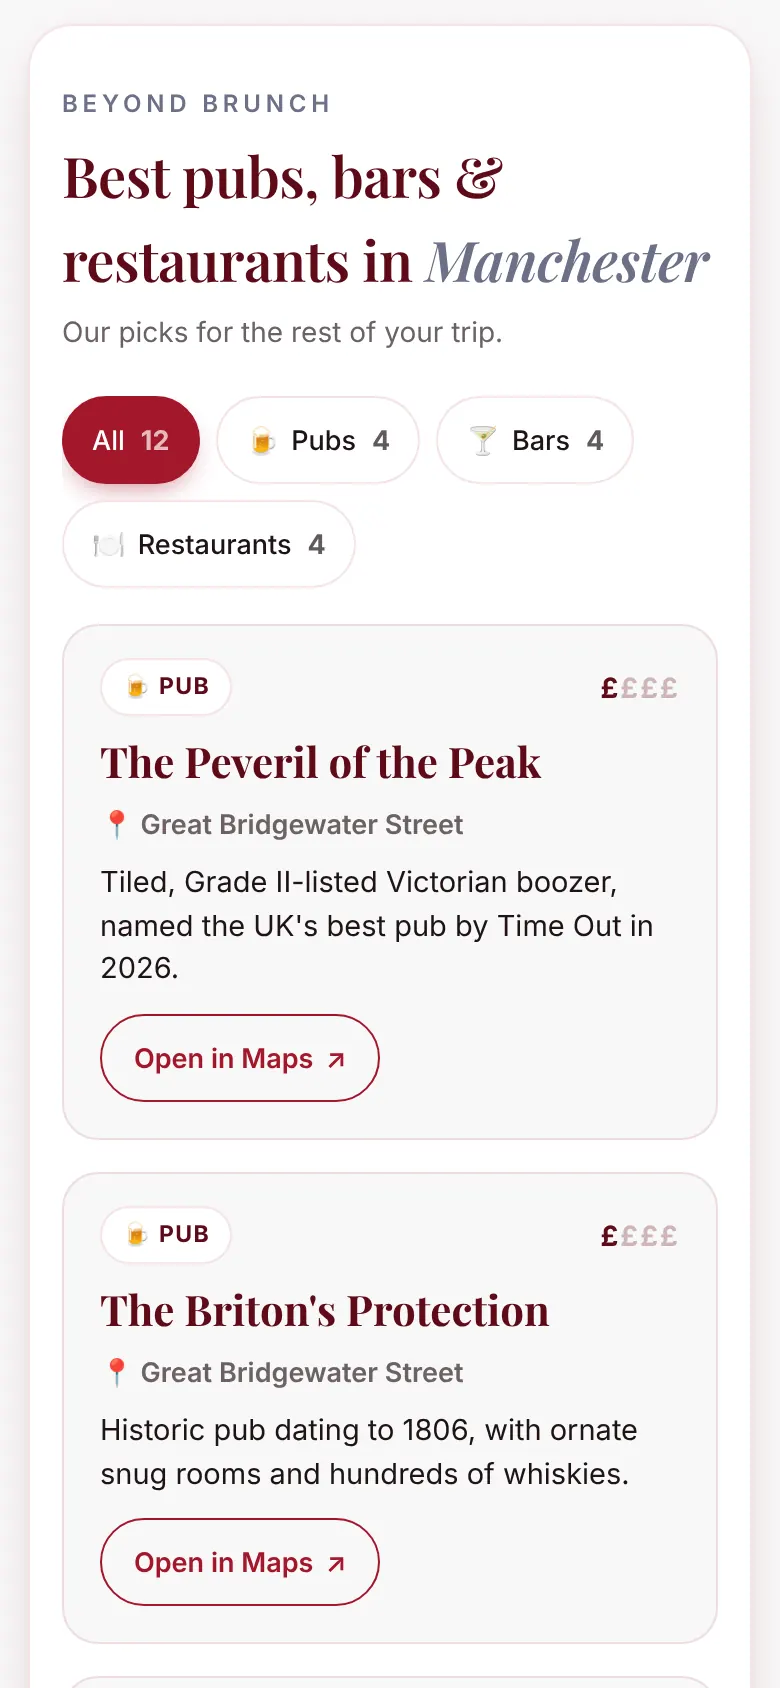 BEYOND BRUNCH
Best pubs, bars &
restaurants in Manchester
Our picks for the rest of your trip.
All 12
🍺 Pubs 4
🍸 Bars 4
🍽️ Restaurants 4
🍺 PUB
££££
The Peveril of the Peak
📍 Great Bridgewater Street
Tiled, Grade II-listed Victorian boozer,
named the UK's best pub by Time Out in
2026.
Open in Maps ↗
🍺 PUB
££££
The Briton's Protection
📍 Great Bridgewater Street
Historic pub dating to 1806, with ornate
snug rooms and hundreds of whiskies.
Open in Maps ↗